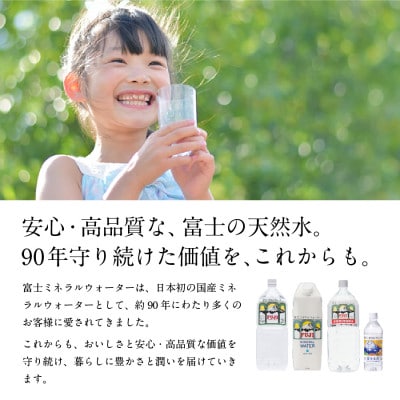 安心・高品質な、富士の天然水。
90年守り続けた価値を、これからも。
富士ミネラルウォーターは、日本初の国産ミネ
ラルウォーターとして、約90年にわたり多くの
お客様に愛されてきました。
これからも、おいしさと安心・高品質な価値を
守り続け、暮らしに豊かさと潤いを届けていき
ます。
FUJI
WATER